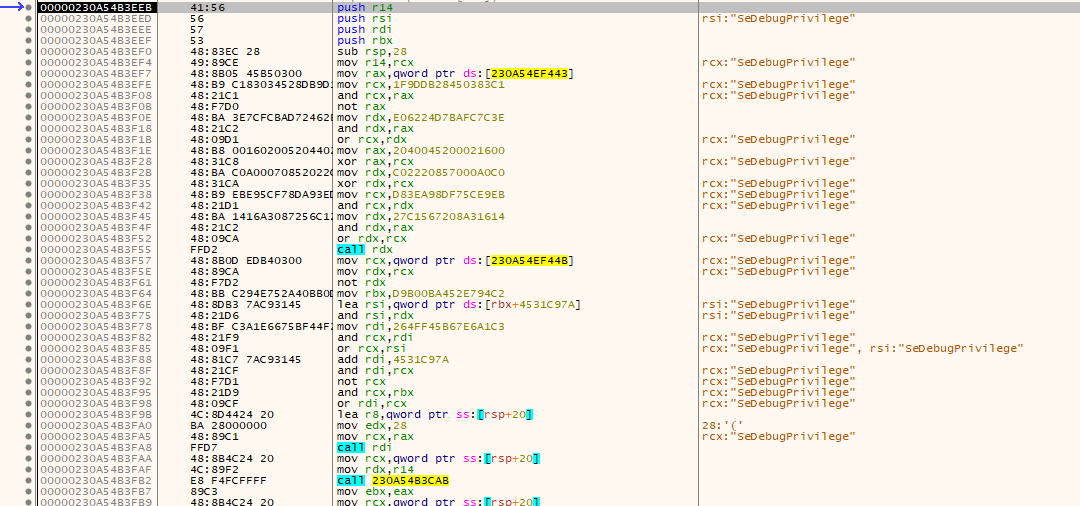 00000230A54B3EEB 41:56 push r14
00000230A54B3EED 56 push rsi rsi:"SeDebugPrivilege"
00000230A54B3EEE 57 push rdi
00000230A54B3EEF 53 push rbx
00000230A54B3EF0 48:83EC 28 sub rsp,28
00000230A54B3EF4 49:89CE mov r14,rcx rcx:"SeDebugPrivilege"
00000230A54B3EF7 48:8B05 45B50300 mov rax,qword ptr ds:[230A54EF443]
00000230A54B3EFE 48:B9 C183034528DB9D1 mov rcx,1F9DDB28450383C1 rcx:"SeDebugPrivilege"
00000230A54B3F08 48:21C1 and rcx,rax rcx:"SeDebugPrivilege"
00000230A54B3F0B 48:F7D0 not rax
00000230A54B3F0E 48:BA 3E7CFCBAD72462E mov rdx,E06224D7BAFC7C3E
00000230A54B3F18 48:21C2 and rdx,rax
00000230A54B3F1B 48:09D1 or rcx,rdx rcx:"SeDebugPrivilege"
00000230A54B3F1E 48:B8 001602005204402 mov rax,2040045200021600
00000230A54B3F28 48:31C8 xor rax,rcx rcx:"SeDebugPrivilege"
00000230A54B3F2B 48:BA C0A00070852022C mov rdx,C02220857000A0C0
00000230A54B3F35 48:31CA xor rdx,rcx rcx:"SeDebugPrivilege"
00000230A54B3F38 48:B9 EBE95CF78DA93ED mov rcx,D83EA98DF75CE9EB rcx:"SeDebugPrivilege"
00000230A54B3F42 48:21D1 and rcx,rdx rcx:"SeDebugPrivilege"
00000230A54B3F45 48:BA 1416A3087256C12 mov rdx,27C1567208A31614
00000230A54B3F4F 48:21C2 and rdx,rax
00000230A54B3F52 48:09CA or rdx,rcx rcx:"SeDebugPrivilege"
00000230A54B3F55 FFD2 call rdx
00000230A54B3F57 48:8B0D EDB40300 mov rcx,qword ptr ds:[230A54EF44B] rcx:"SeDebugPrivilege"
00000230A54B3F5E 48:89CA mov rdx,rcx rcx:"SeDebugPrivilege"
00000230A54B3F61 48:F7D2 not rdx
00000230A54B3F64 48:BB C294E752A40BB0D mov rbx,D9B00BA452E794C2
00000230A54B3F6E 48:8DB3 7AC93145 lea rsi,qword ptr ds:[rbx+4531C97A] rsi:"SeDebugPrivilege"
00000230A54B3F75 48:21D6 and rsi,rdx rsi:"SeDebugPrivilege"
00000230A54B3F78 48:BF C3A1E6675BF44F2 mov rdi,264FF45B67E6A1C3
00000230A54B3F82 48:21F9 and rcx,rdi rcx:"SeDebugPrivilege"
00000230A54B3F85 48:09F1 or rcx,rsi rcx:"SeDebugPrivilege", rsi:"SeDebugPrivilege"
00000230A54B3F88 48:81C7 7AC93145 add rdi,4531C97A
00000230A54B3F8F 48:21CF and rdi,rcx rcx:"SeDebugPrivilege"
00000230A54B3F92 48:F7D1 not rcx rcx:"SeDebugPrivilege"
00000230A54B3F95 48:21D9 and rcx,rbx rcx:"SeDebugPrivilege"
00000230A54B3F98 48:09CF or rdi,rcx rcx:"SeDebugPrivilege"
00000230A54B3F9B 4C:8D4424 20 lea r8,qword ptr ss:[rsp+20]
00000230A54B3FA0 BA 28000000 mov edx,28 28:'('
00000230A54B3FA5 48:89C1 mov rcx,rax rcx:"SeDebugPrivilege"
00000230A54B3FA8 FFD7 call rdi
00000230A54B3FAA 48:8B4C24 20 mov rcx,qword ptr ss:[rsp+20]
00000230A54B3FAF 4C:89F2 mov rdx,r14
00000230A54B3FB2 E8 F4FCFFFF call 230A54B3CAB
00000230A54B3FB7 89C3 mov ebx,eax
00000230A54B3FB9 48:8B4C24 20 mov rcx,qword ptr ss:[rsp+20]